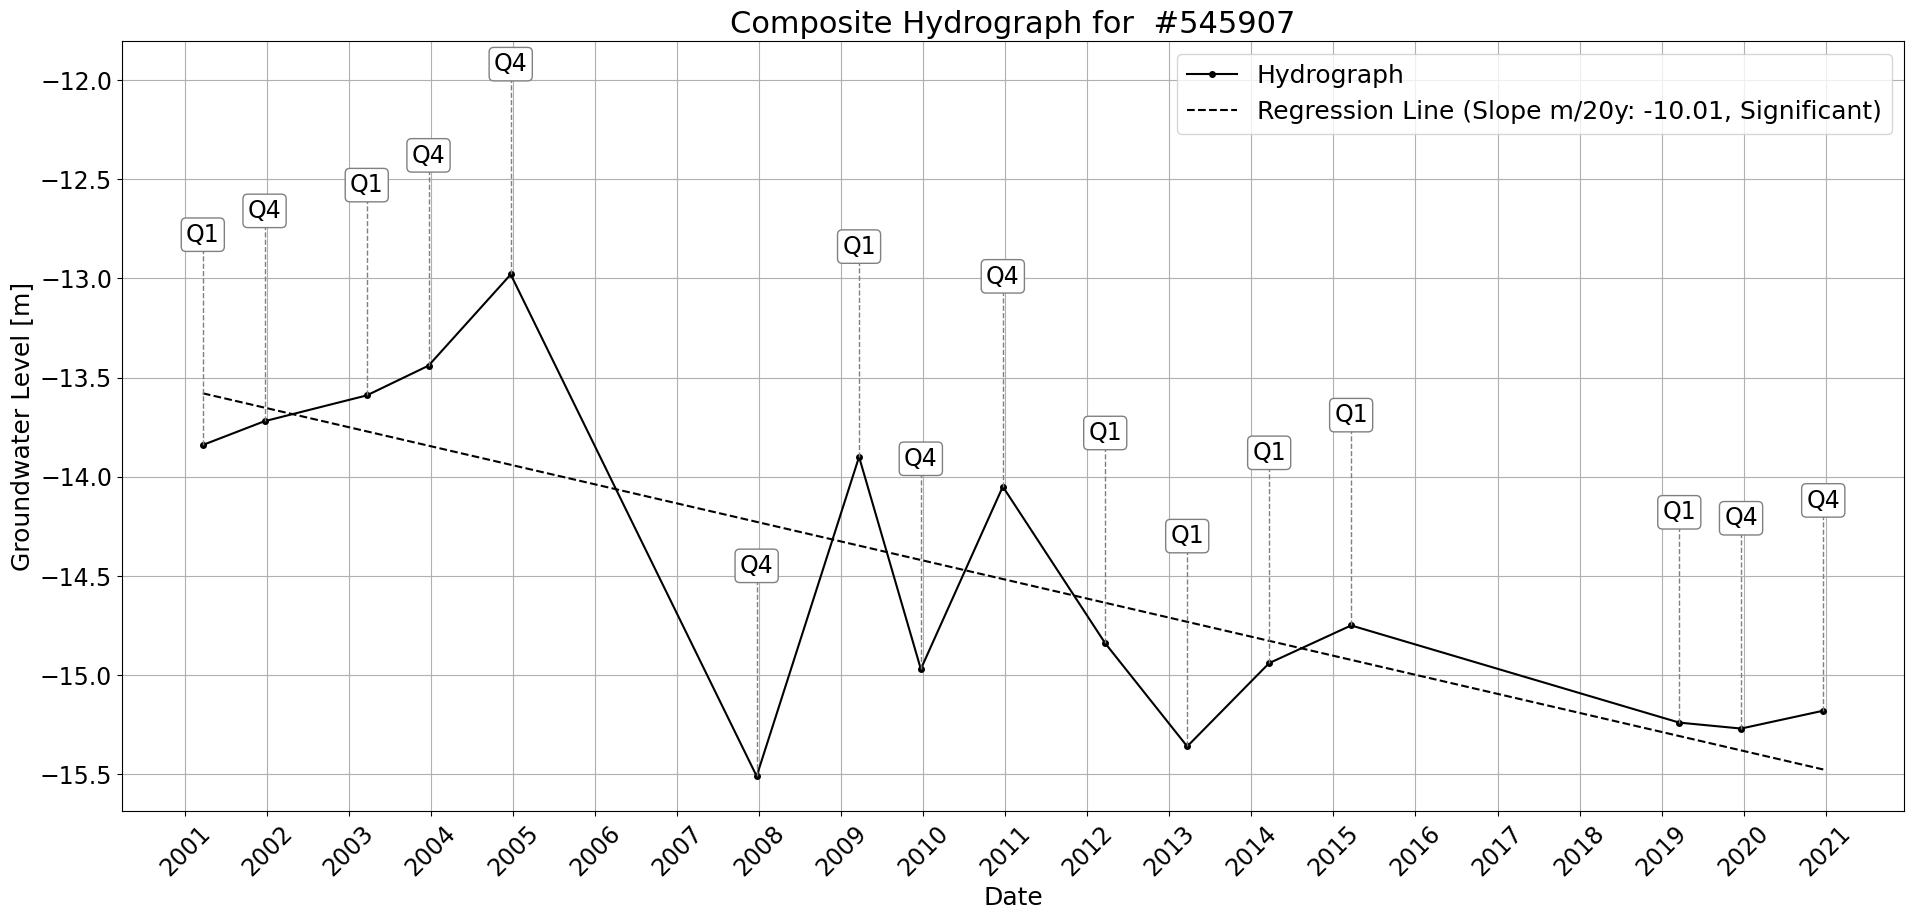 Composite Hydrograph for  #545907
Hydrograph
Regression Line (Slope m/20y: -10.01, Significant)
Groundwater Level [m]
−12.0
−12.5
−13.0
−13.5
−14.0
−14.5
−15.0
−15.5
Q1
Q4
Q1
Q4
Q4
Q4
Q1
Q4
Q4
Q1
Q1
Q1
Q1
Q1
Q4
Q4
2001
2002
2003
2004
2005
2006
2007
2008
2009
2010
2011
2012
2013
2014
2015
2016
2017
2018
2019
2020
2021
Date